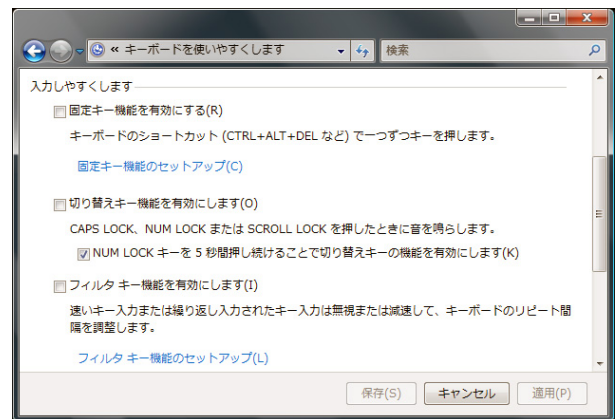 « キーボードを使いやすくします
検索
入力しやすくします
固定キー機能を有効にする(R)
キーボードのショートカット (CTRL+ALT+DEL など) で一つずつキーを押します。
固定キー機能のセットアップ(C)
切り替えキー機能を有効にします(O)
CAPS LOCK、NUM LOCK または SCROLL LOCK を押したときに音を鳴らします。
NUM LOCK キーを 5 秒間押し続けることで切り替えキーの機能を有効にします(K)
フィルタ キー機能を有効にします(I)
速いキー入力または繰り返し入力されたキー入力は無視または減速して、キーボードのリピート間
隔を調整します。
フィルタ キー機能のセットアップ(L)
保存(S)
キャンセル
適用(P)